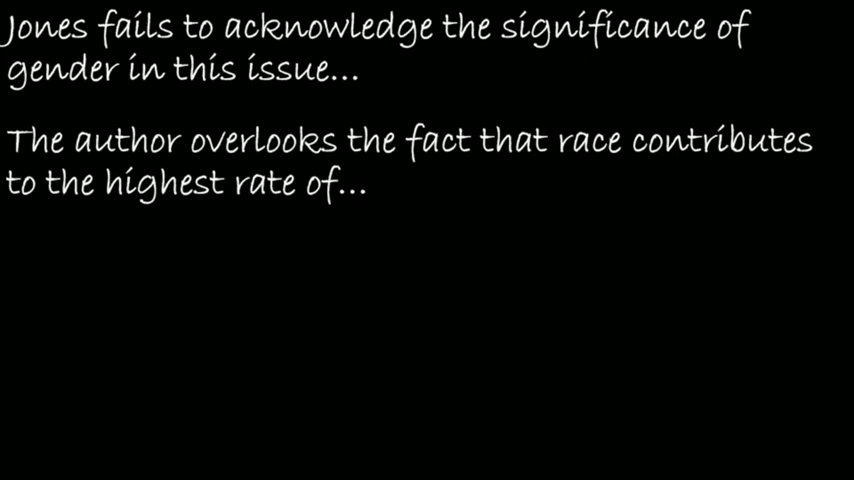 Jones fails to acknowledge the significance of
gender in this issue...
The author overlooks the fact that race contributes
to the highest rate of...